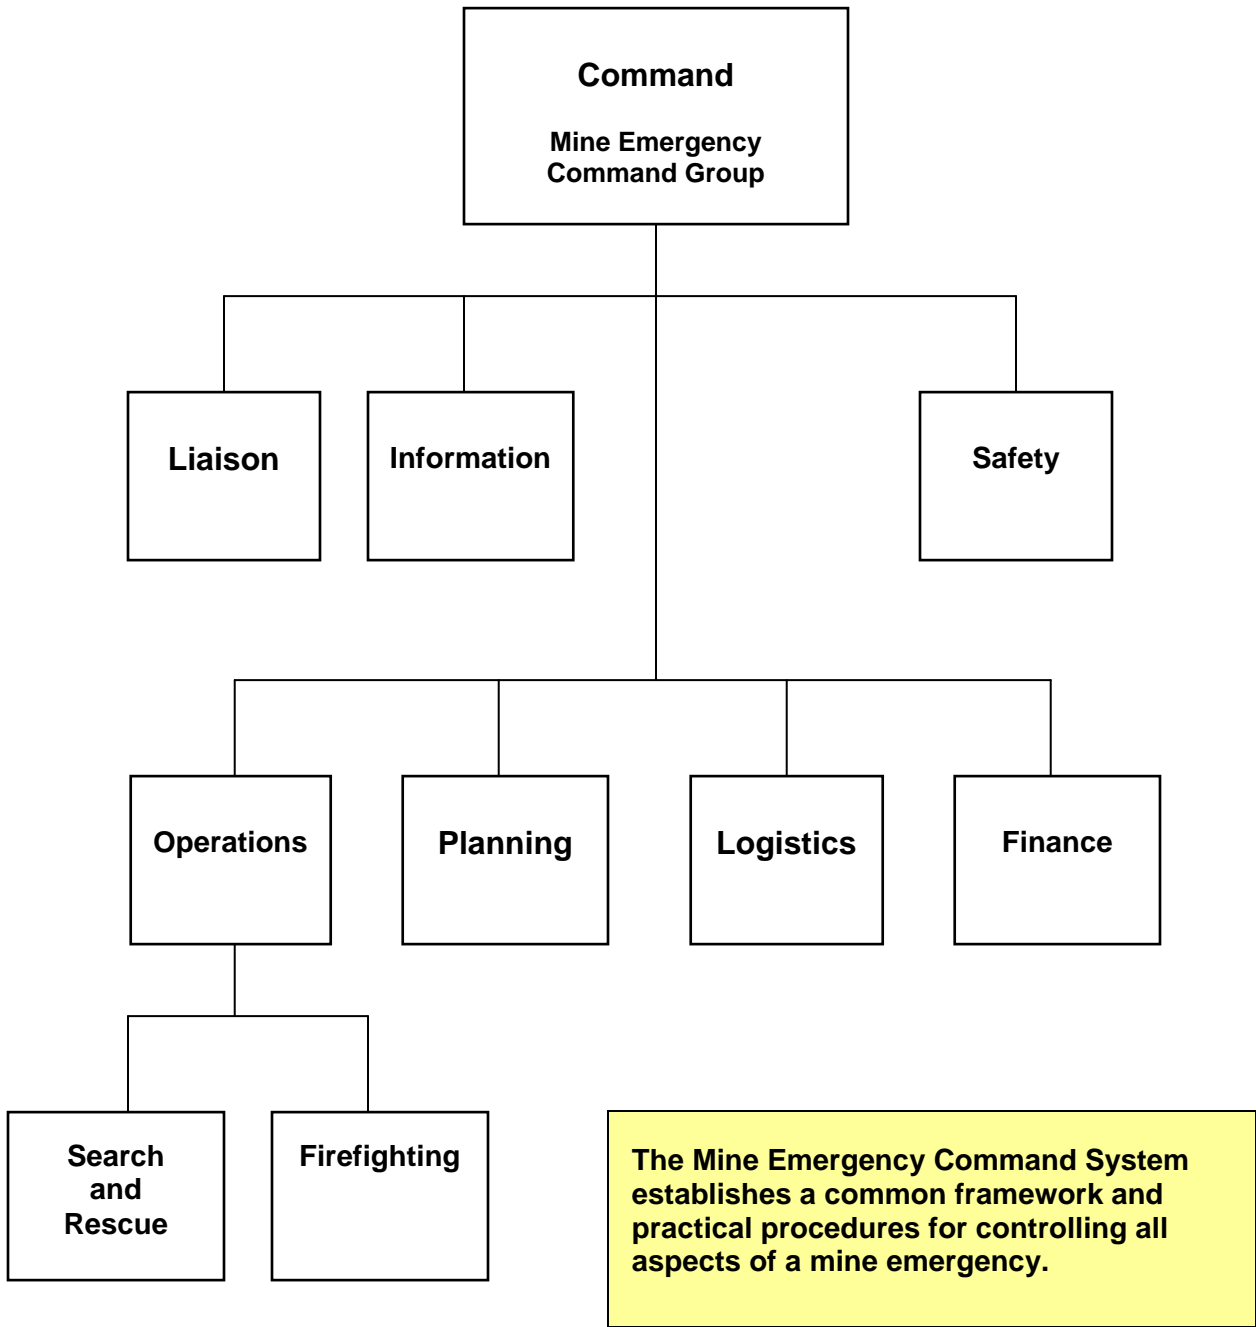 Command
Mine Emergency
Command Group
Liaison
Information
Safety
Operations
Planning
Logistics
Finance
Search
and
Rescue
Firefighting
The Mine Emergency Command System
establishes a common framework and
practical procedures for controlling all
aspects of a mine emergency.